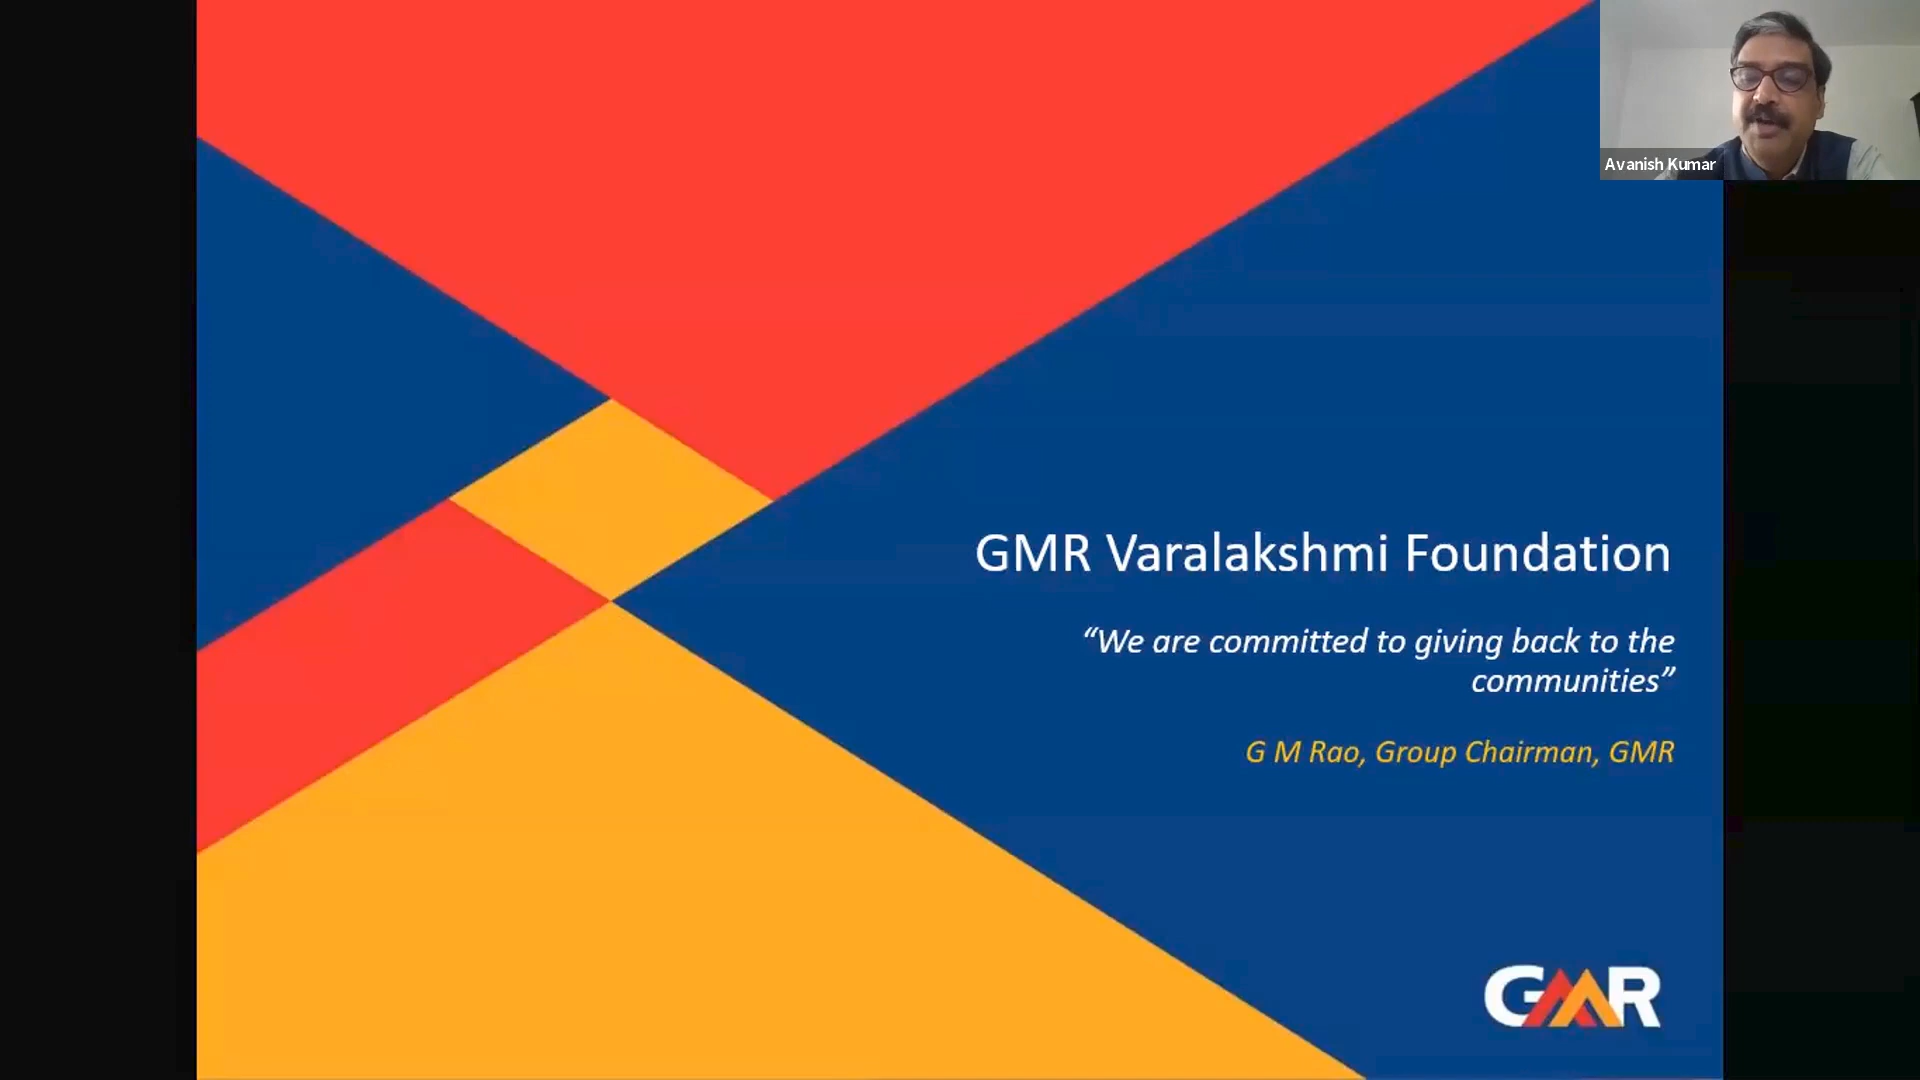 Avanish Kumar
GMR Varalakshmi Foundation
“We are committed to giving back to the
communities”
G M Rao, Group Chairman, GMR
GMR